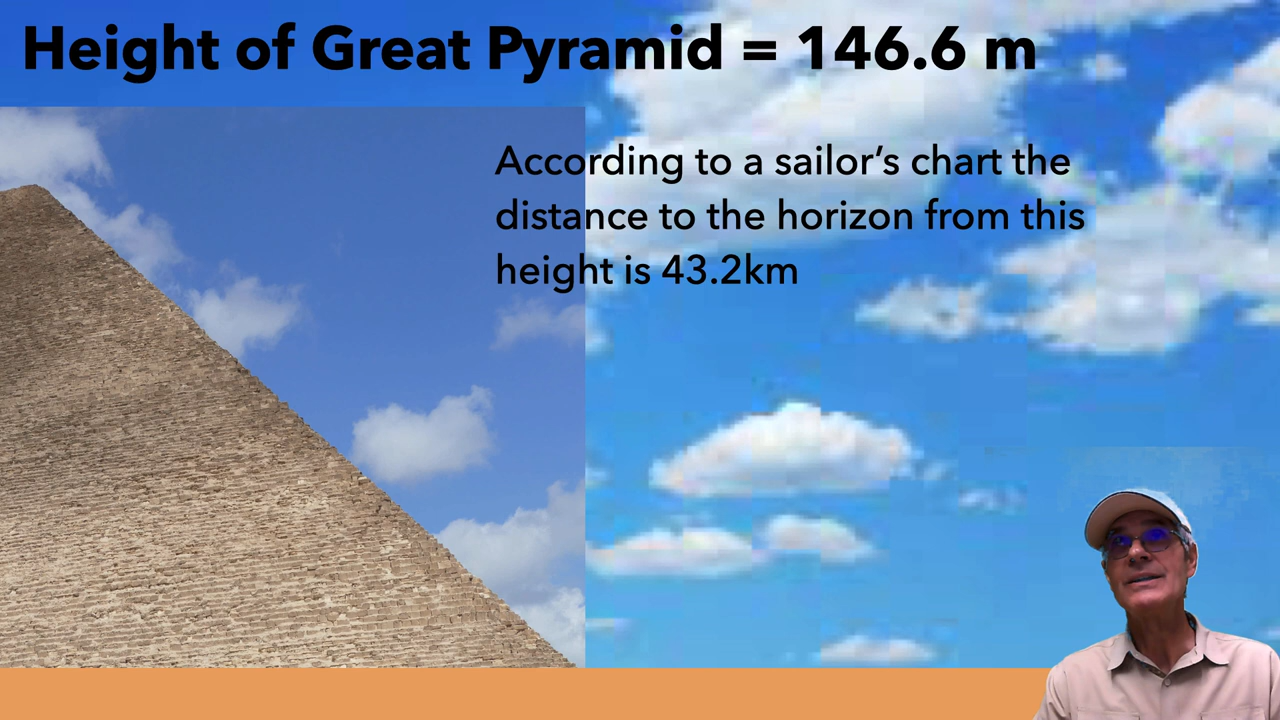 Height of Great Pyramid = 146.6 m
According to a sailor’s chart the
distance to the horizon from this
height is 43.2km